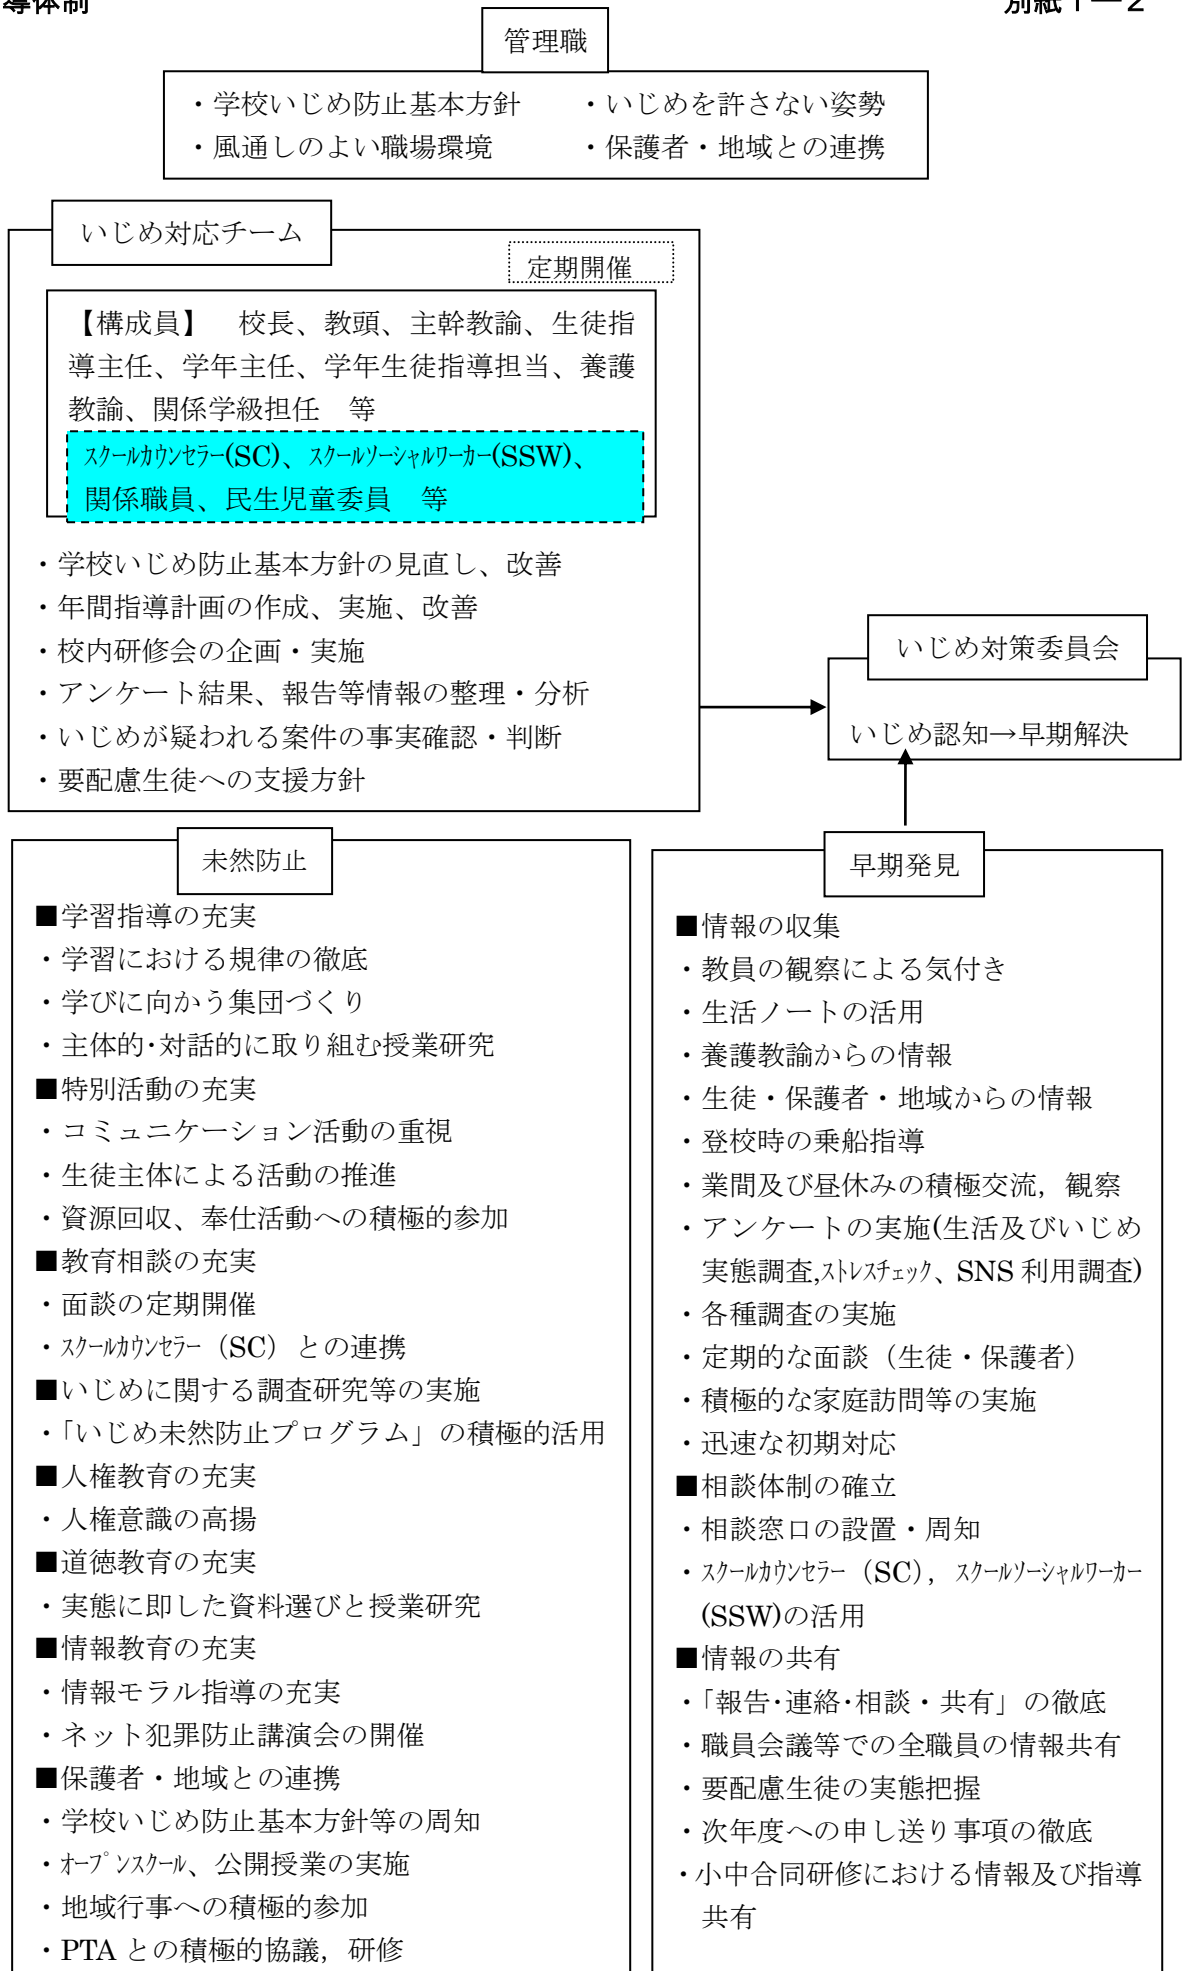 導体制
別紙１―２
管理職
・学校いじめ防止基本方針　　・いじめを許さない姿勢
・風通しのよい職場環境　　　・保護者・地域との連携
いじめ対応チーム
定期開催
【構成員】　校長、教頭、主幹教諭、生徒指
導主任、学年主任、学年生徒指導担当、養護
教諭、関係学級担任　等
ｽｸｰﾙｶｳﾝｾﾗｰ(SC)、ｽｸｰﾙｿｰｼｬﾙﾜｰｶｰ(SSW)、
関係職員、民生児童委員　等
・学校いじめ防止基本方針の見直し、改善
・年間指導計画の作成、実施、改善
・校内研修会の企画・実施
・アンケート結果、報告等情報の整理・分析
・いじめが疑われる案件の事実確認・判断
・要配慮生徒への支援方針
いじめ対策委員会
いじめ認知→早期解決
未然防止
■学習指導の充実
・学習における規律の徹底
・学びに向かう集団づくり
・主体的･対話的に取り組む授業研究
■特別活動の充実
・コミュニケーション活動の重視
・生徒主体による活動の推進
・資源回収、奉仕活動への積極的参加
■教育相談の充実
・面談の定期開催
・ｽｸｰﾙｶｳﾝｾﾗｰ（SC）との連携
■いじめに関する調査研究等の実施
・「いじめ未然防止プログラム」の積極的活用
■人権教育の充実
・人権意識の高揚
■道徳教育の充実
・実態に即した資料選びと授業研究
■情報教育の充実
・情報モラル指導の充実
・ネット犯罪防止講演会の開催
■保護者・地域との連携
・学校いじめ防止基本方針等の周知
・ｵｰﾌﾟﾝｽｸｰﾙ、公開授業の実施
・地域行事への積極的参加
・PTA との積極的協議，研修
早期発見
■情報の収集
・教員の観察による気付き
・生活ノートの活用
・養護教諭からの情報
・生徒・保護者・地域からの情報
・登校時の乗船指導
・業間及び昼休みの積極交流，観察
・アンケートの実施(生活及びいじめ
実態調査,ｽﾄﾚｽﾁｪｯｸ、SNS 利用調査)
・各種調査の実施
・定期的な面談（生徒・保護者）
・積極的な家庭訪問等の実施
・迅速な初期対応
■相談体制の確立
・相談窓口の設置・周知
・ｽｸｰﾙｶｳﾝｾﾗｰ（SC），ｽｸｰﾙｿｰｼｬﾙﾜｰｶｰ
(SSW)の活用
■情報の共有
・「報告･連絡･相談・共有」の徹底
・職員会議等での全職員の情報共有
・要配慮生徒の実態把握
・次年度への申し送り事項の徹底
・小中合同研修における情報及び指導
共有